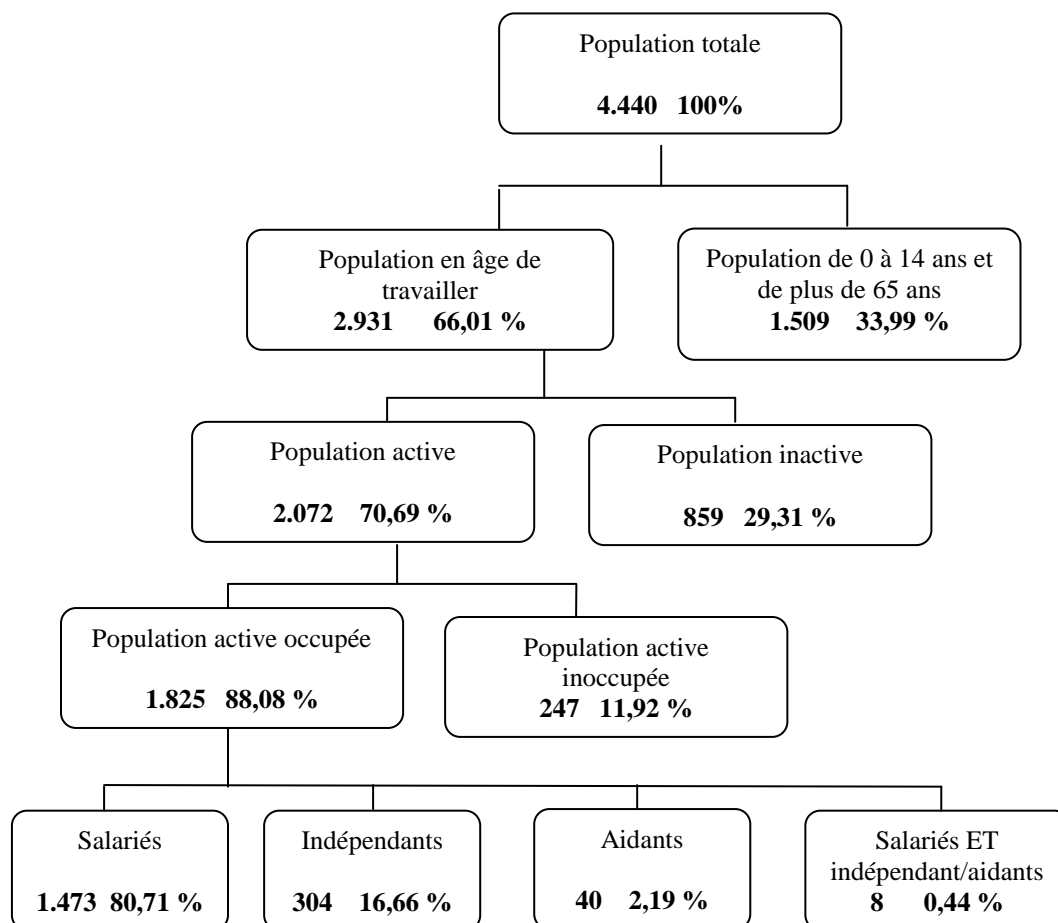 Population totale
4.440 100%
Population en âge de
travailler
2.931 66,01 %
Population de 0 à 14 ans et
de plus de 65 ans
1.509 33,99 %
Population active
2.072 70,69 %
Population inactive
859 29,31 %
Population active occupée
1.825 88,08 %
Population active
inoccupée
247 11,92 %
Salariés
1.473 80,71 %
Indépendants
304 16,66 %
Aidants
40 2,19 %
Salariés ET
indépendant/aidants
8 0,44 %